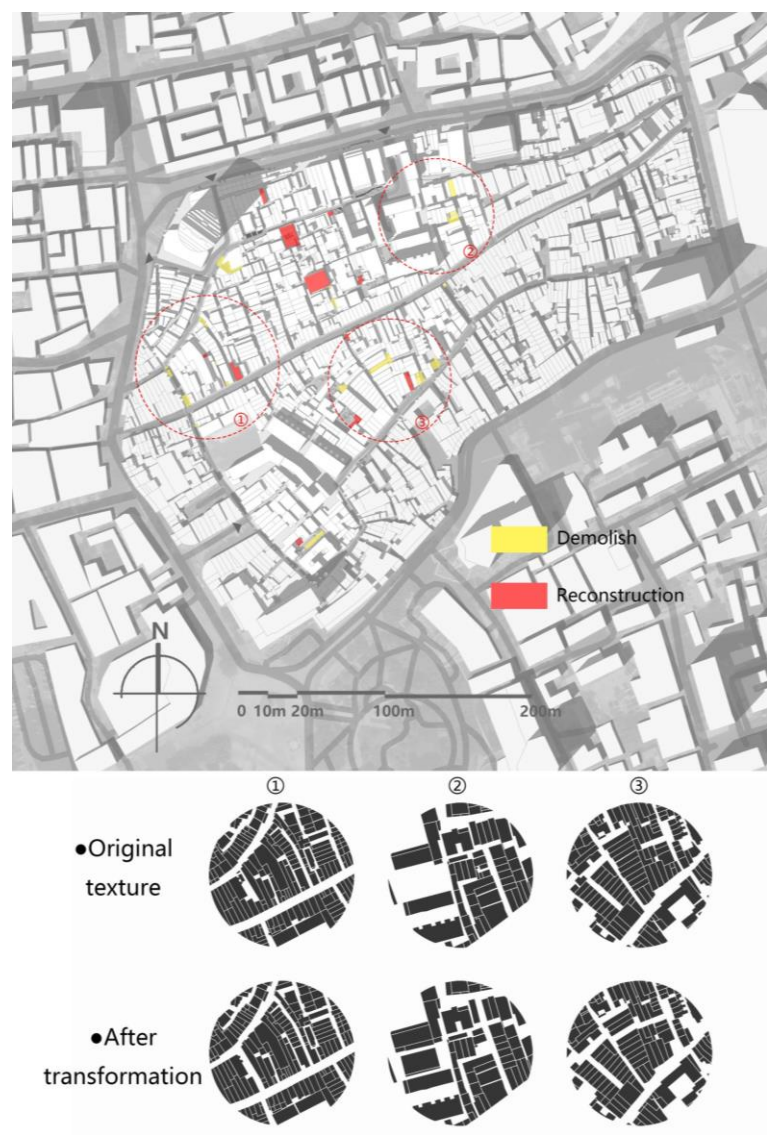 ②
①
③
Demolish
Reconstruction
N
0 10m 20m 100m 200m
① ② ③
●Original
texture
●After
transformation